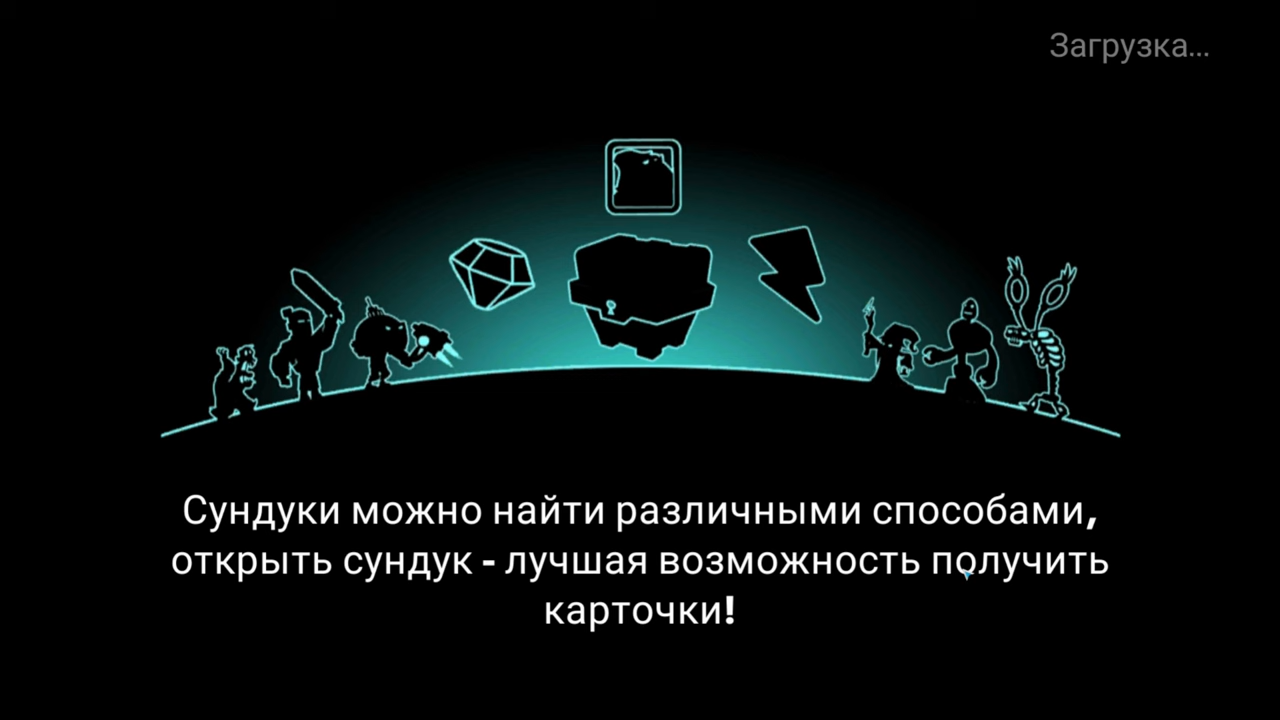 Загрузка...
Сундуки можно найти различными способами,
открыть сундук - лучшая возможность получить
карточки!